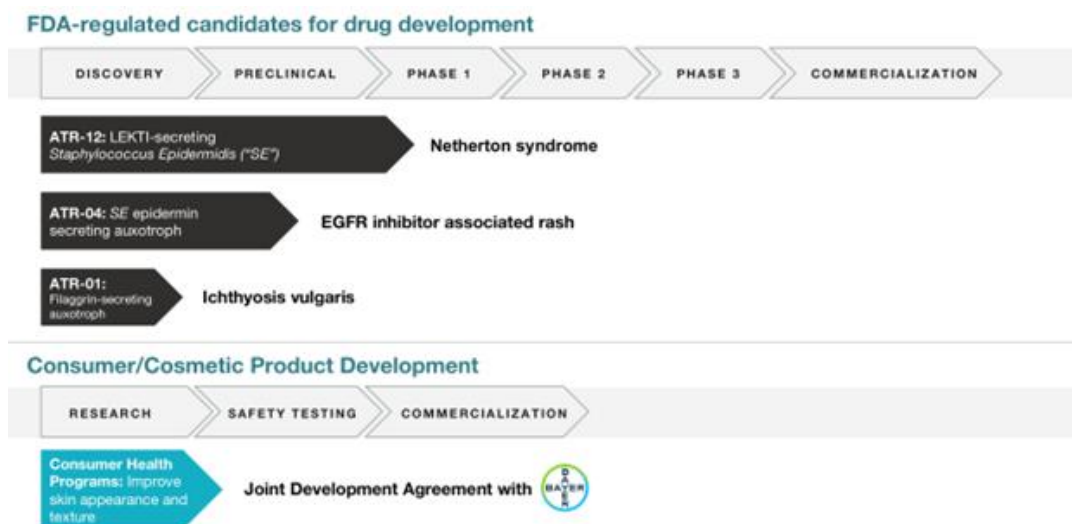 FDA-regulated candidates for drug development
DISCOVERY PRECLINICAL PHASE 1 PHASE 2 PHASE 3 COMMERCIALIZATION
ATR-12: LEKTI-secreting
Staphylococcus Epidermidis ("SE")
Netherton syndrome
ATR-04: SE epidermin
secreting auxotroph
EGFR inhibitor associated rash
ATR-01:
Filaggrin-secreting
auxotroph
Ichthyosis vulgaris
Consumer/Cosmetic Product Development
RESEARCH SAFETY TESTING COMMERCIALIZATION
Consumer Health
Programs: Improve
skin appearance and
texture
Joint Development Agreement with
BAYER
BAYER